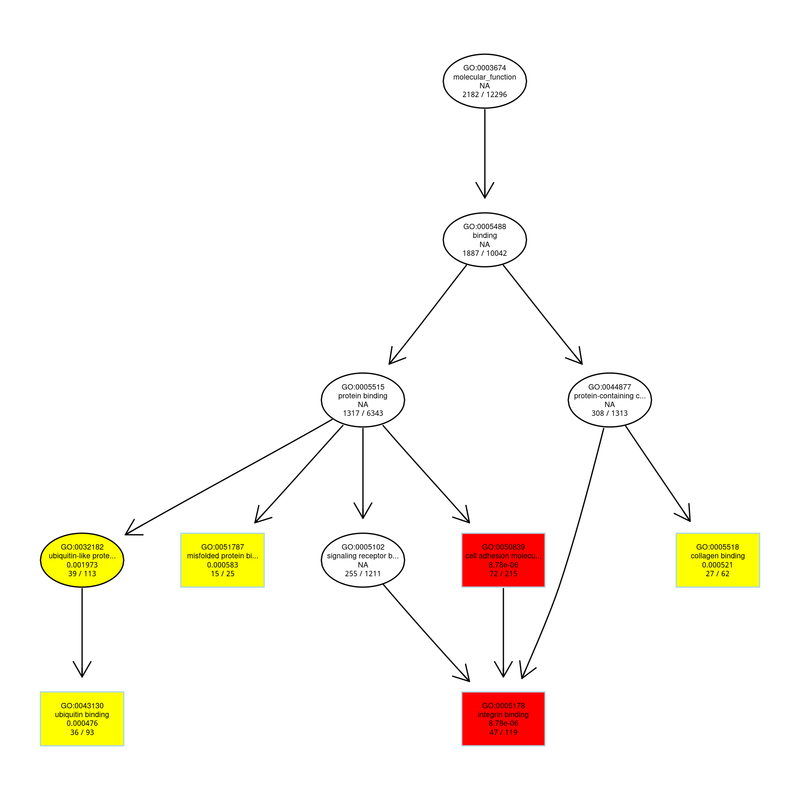 GO:0003674
molecular_function
NA
2182 / 12296
GO:0005488
binding
NA
1887 / 10042
GO:0005515
protein binding
NA
1317 / 6343
GO:0044877
protein-containing c...
NA
308 / 1313
GO:0032182
ubiquitin-like prote...
0.001973
39 / 113
GO:0051787
misfolded protein bi...
0.000583
15 / 25
GO:0005102
signaling receptor b...
NA
255 / 1211
GO:0050839
cell adhesion molecu...
8.78e-06
72 / 215
GO:0005518
collagen binding
0.000521
27 / 62
GO:0043130
ubiquitin binding
0.000476
36 / 93
GO:0005178
integrin binding
8.78e-06
47 / 119